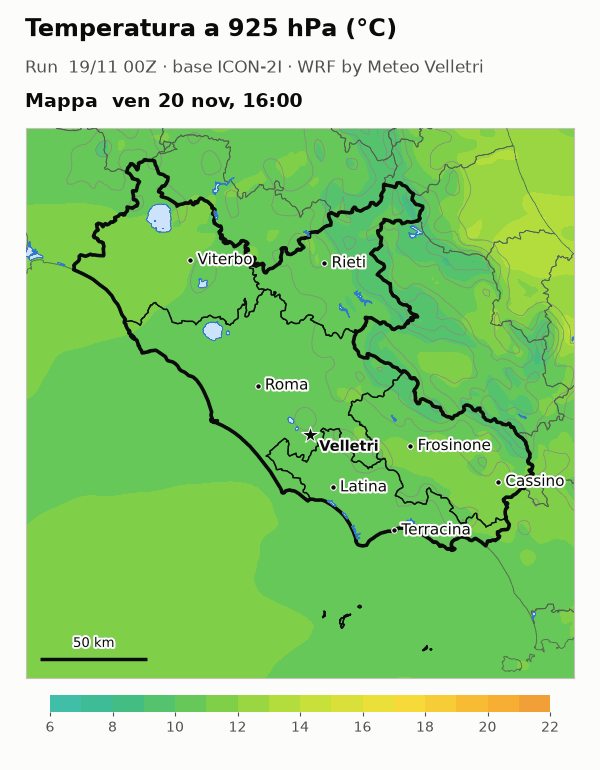 Temperatura a 925 hPa (°C)
Run  19/11 00Z · base ICON-2I · WRF by Meteo Velletri
Mappa  ven 20 nov, 16:00
Viterbo
Rieti
Roma
Velletri
Frosinone
Cassino
Latina
Terracina
50 km
6 8 10 12 14 16 18 20 22